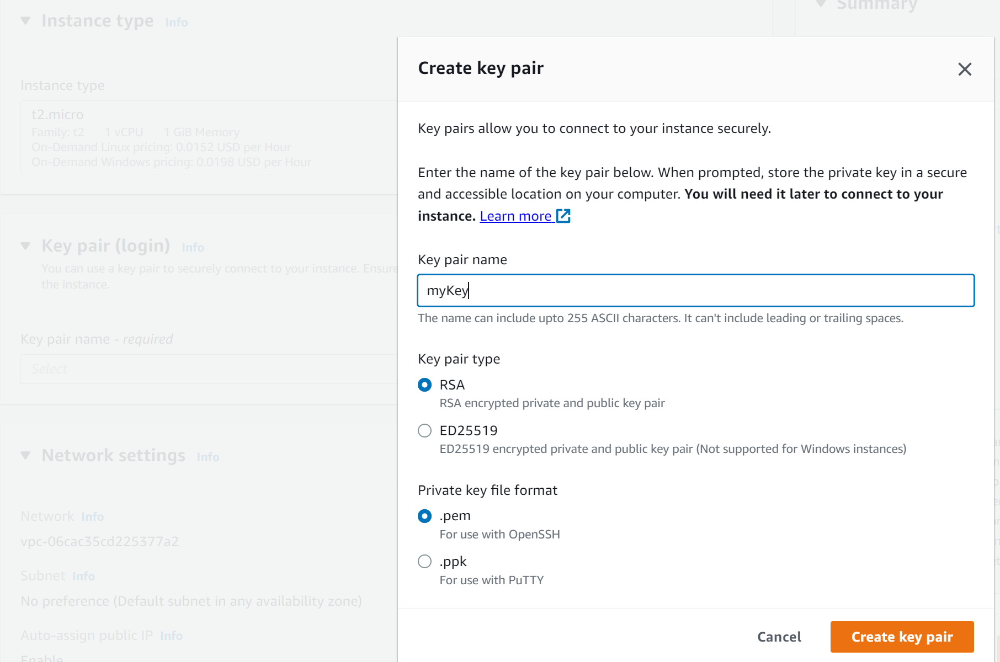 Instance type Info
Instance type
t2.micro
Family: t2 1 vCPU 1 GiB Memory
On-Demand Linux pricing: 0.0152 USD per Hour
On-Demand Windows pricing: 0.0198 USD per Hour
Key pair (login) Info
You can use a key pair to securely connect to your instance. Ensure
the instance.
Key pair name - required
Select
Network settings Info
Network Info
vpc-06cac35cd225377a2
Subnet Info
No preference (Default subnet in any availability zone)
Auto-assign public IP Info
Enable
Summary
Create key pair
Key pairs allow you to connect to your instance securely.
Enter the name of the key pair below. When prompted, store the private key in a secure
and accessible location on your computer. You will need it later to connect to your
instance. Learn more
Key pair name
myKey
The name can include upto 255 ASCII characters. It can't include leading or trailing spaces.
Key pair type
RSA
RSA encrypted private and public key pair
ED25519
ED25519 encrypted private and public key pair (Not supported for Windows instances)
Private key file format
.pem
For use with OpenSSH
.ppk
For use with PuTTY
Cancel
Create key pair